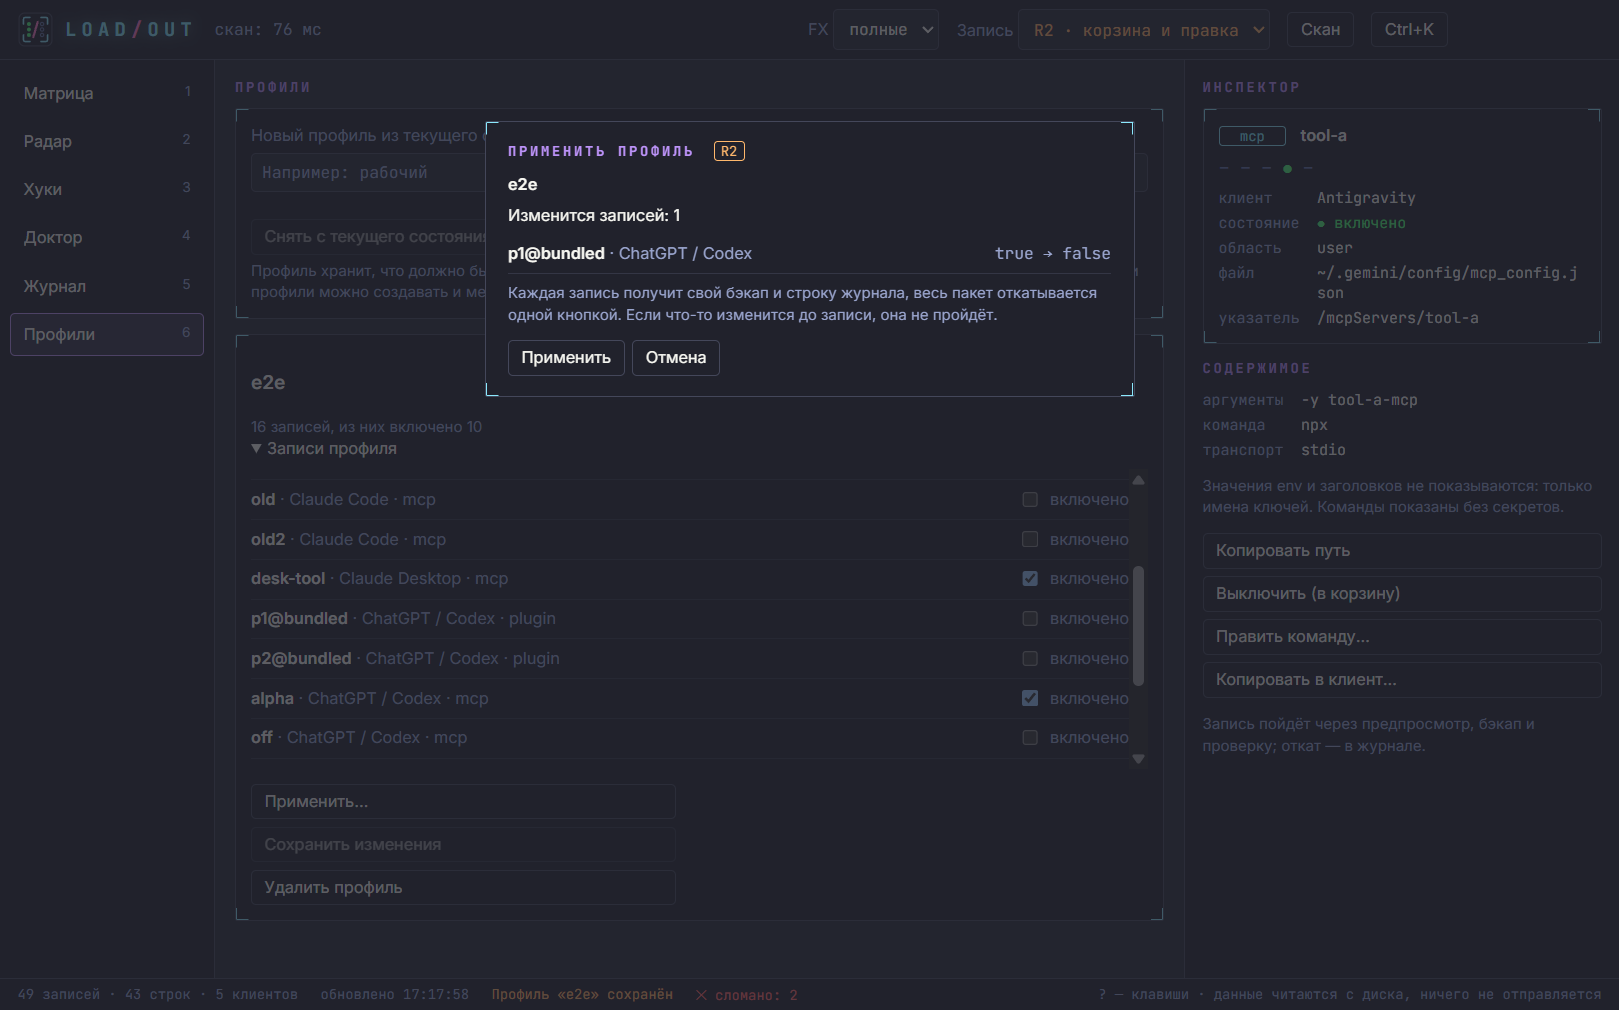 LOAD/OUT скан: 76 мс FX полные Запись R2 · корзина и правка Скан Ctrl+K
Матрица 1
Радар 2
Хуки 3
Доктор 4
Журнал 5
Профили 6
ПРОФИЛИ
Новый профиль из текущего
Например: рабочий
Снять с текущего состояния
Профиль хранит, что должно
профили можно создавать и
ПРИМЕНИТЬ ПРОФИЛЬ R2
e2e
Изменится записей: 1
p1@bundled · ChatGPT / Codex true → false
Каждая запись получит свой бэкап и строку журнала, весь пакет откатывается
одной кнопкой. Если что-то изменится до записи, она не пройдёт.
Применить Отмена
e2e
16 записей, из них включено 10
▼ Записи профиля
old · Claude Code · mcp включено
old2 · Claude Code · mcp включено
desk-tool · Claude Desktop · mcp включено
p1@bundled · ChatGPT / Codex · plugin включено
p2@bundled · ChatGPT / Codex · plugin включено
alpha · ChatGPT / Codex · mcp включено
off · ChatGPT / Codex · mcp включено
Применить...
Сохранить изменения
Удалить профиль
ИНСПЕКТОР
mcp tool-a
— — — ● —
клиент Antigravity
состояние ● включено
область user
файл ~/.gemini/config/mcp_config.j
son
указатель /mcpServers/tool-a
СОДЕРЖИМОЕ
аргументы -y tool-a-mcp
команда npx
транспорт stdio
Значения env и заголовков не показываются: только
имена ключей. Команды показаны без секретов.
Копировать путь
Выключить (в корзину)
Править команду...
Копировать в клиент...
Запись пойдёт через предпросмотр, бэкап и
проверку; откат — в журнале.
49 записей · 43 строк · 5 клиентов обновлено 17:17:58 Профиль «e2e» сохранён ✕ сломано: 2 ? — клавиши · данные читаются с диска, ничего не отправляется